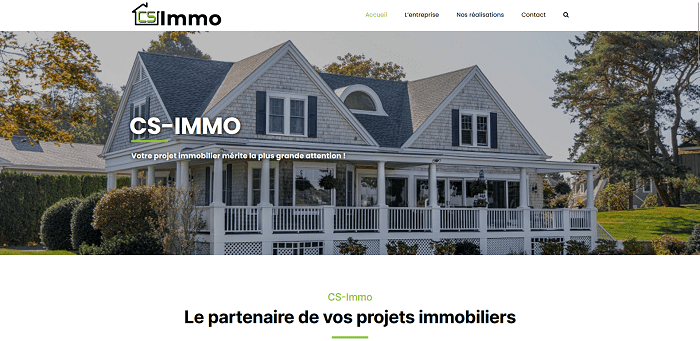 CS Immo
Accueil L'entreprise Nos réalisations Contact
CS-IMMO
Votre projet immobilier mérite la plus grande attention !
CS-Immo
Le partenaire de vos projets immobiliers